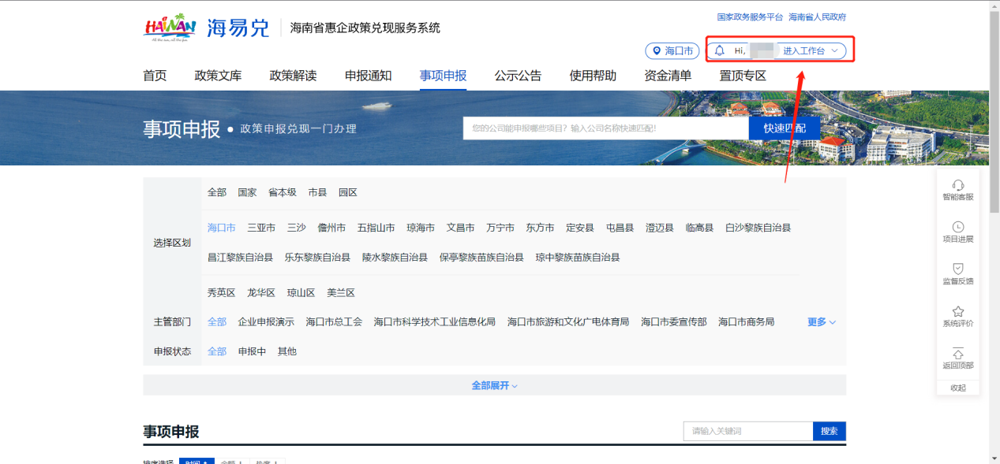 国家政务服务平台 海南省人民政府
HAINAN 海易兑 海南省惠企政策兑现服务系统
海口市 Hi, 进入工作台
首页 政策文库 政策解读 申报通知 事项申报 公示公告 使用帮助 资金清单 置顶专区
事项申报 ● 政策申报兑现一门办理 您的公司能申报哪些项目？输入公司名称快速匹配! 快速匹配
选择区划
全部 国家 省本级 市县 园区
海口市 三亚市 三沙 儋州市 五指山市 琼海市 文昌市 万宁市 东方市 定安县 屯昌县 澄迈县 临高县 白沙黎族自治县
昌江黎族自治县 乐东黎族自治县 陵水黎族自治县 保亭黎族苗族自治县 琼中黎族苗族自治县
秀英区 龙华区 琼山区 美兰区
主管部门 全部 企业申报演示 海口市总工会 海口市科学技术工业信息化局 海口市旅游和文化广电体育局 海口市委宣传部 海口市商务局 更多
申报状态 全部 申报中 其他
全部展开
事项申报 请输入关键词 搜索
智能客服
项目进展
监督反馈
系统评价
返回顶部
收起